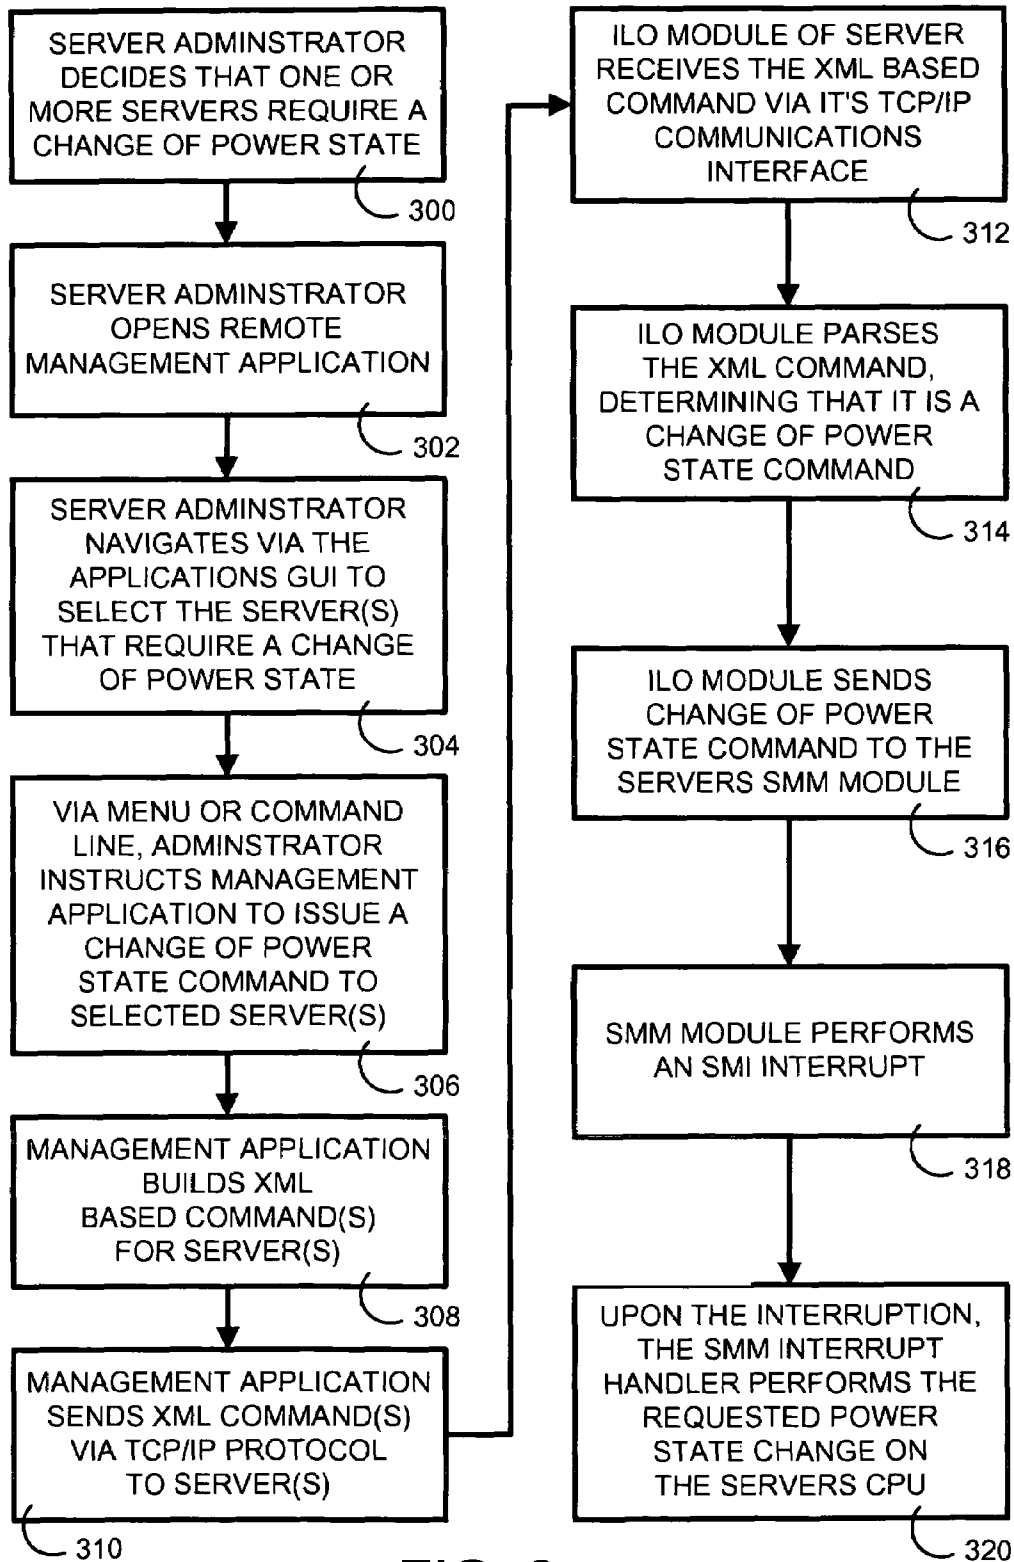 SERVER ADMINSTRATOR
DECIDES THAT ONE OR
MORE SERVERS REQUIRE A
CHANGE OF POWER STATE
300
SERVER ADMINSTRATOR
OPENS REMOTE
MANAGEMENT APPLICATION
302
SERVER ADMINSTRATOR
NAVIGATES VIA THE
APPLICATIONS GUI TO
SELECT THE SERVER(S)
THAT REQUIRE A CHANGE
OF POWER STATE
304
VIA MENU OR COMMAND
LINE, ADMINSTRATOR
INSTRUCTS MANAGEMENT
APPLICATION TO ISSUE A
CHANGE OF POWER
STATE COMMAND TO
SELECTED SERVER(S)
306
MANAGEMENT APPLICATION
BUILDS XML
BASED COMMAND(S)
FOR SERVER(S)
308
MANAGEMENT APPLICATION
SENDS XML COMMAND(S)
VIA TCP/IP PROTOCOL
TO SERVER(S)
310
ILO MODULE OF SERVER
RECEIVES THE XML BASED
COMMAND VIA IT'S TCP/IP
COMMUNICATIONS
INTERFACE
312
ILO MODULE PARSES
THE XML COMMAND,
DETERMINING THAT IT IS A
CHANGE OF POWER
STATE COMMAND
314
ILO MODULE SENDS
CHANGE OF POWER
STATE COMMAND TO THE
SERVERS SMM MODULE
316
SMM MODULE PERFORMS
AN SMI INTERRUPT
318
UPON THE INTERRUPTION,
THE SMM INTERRUPT
HANDLER PERFORMS THE
REQUESTED POWER
STATE CHANGE ON
THE SERVERS CPU
320